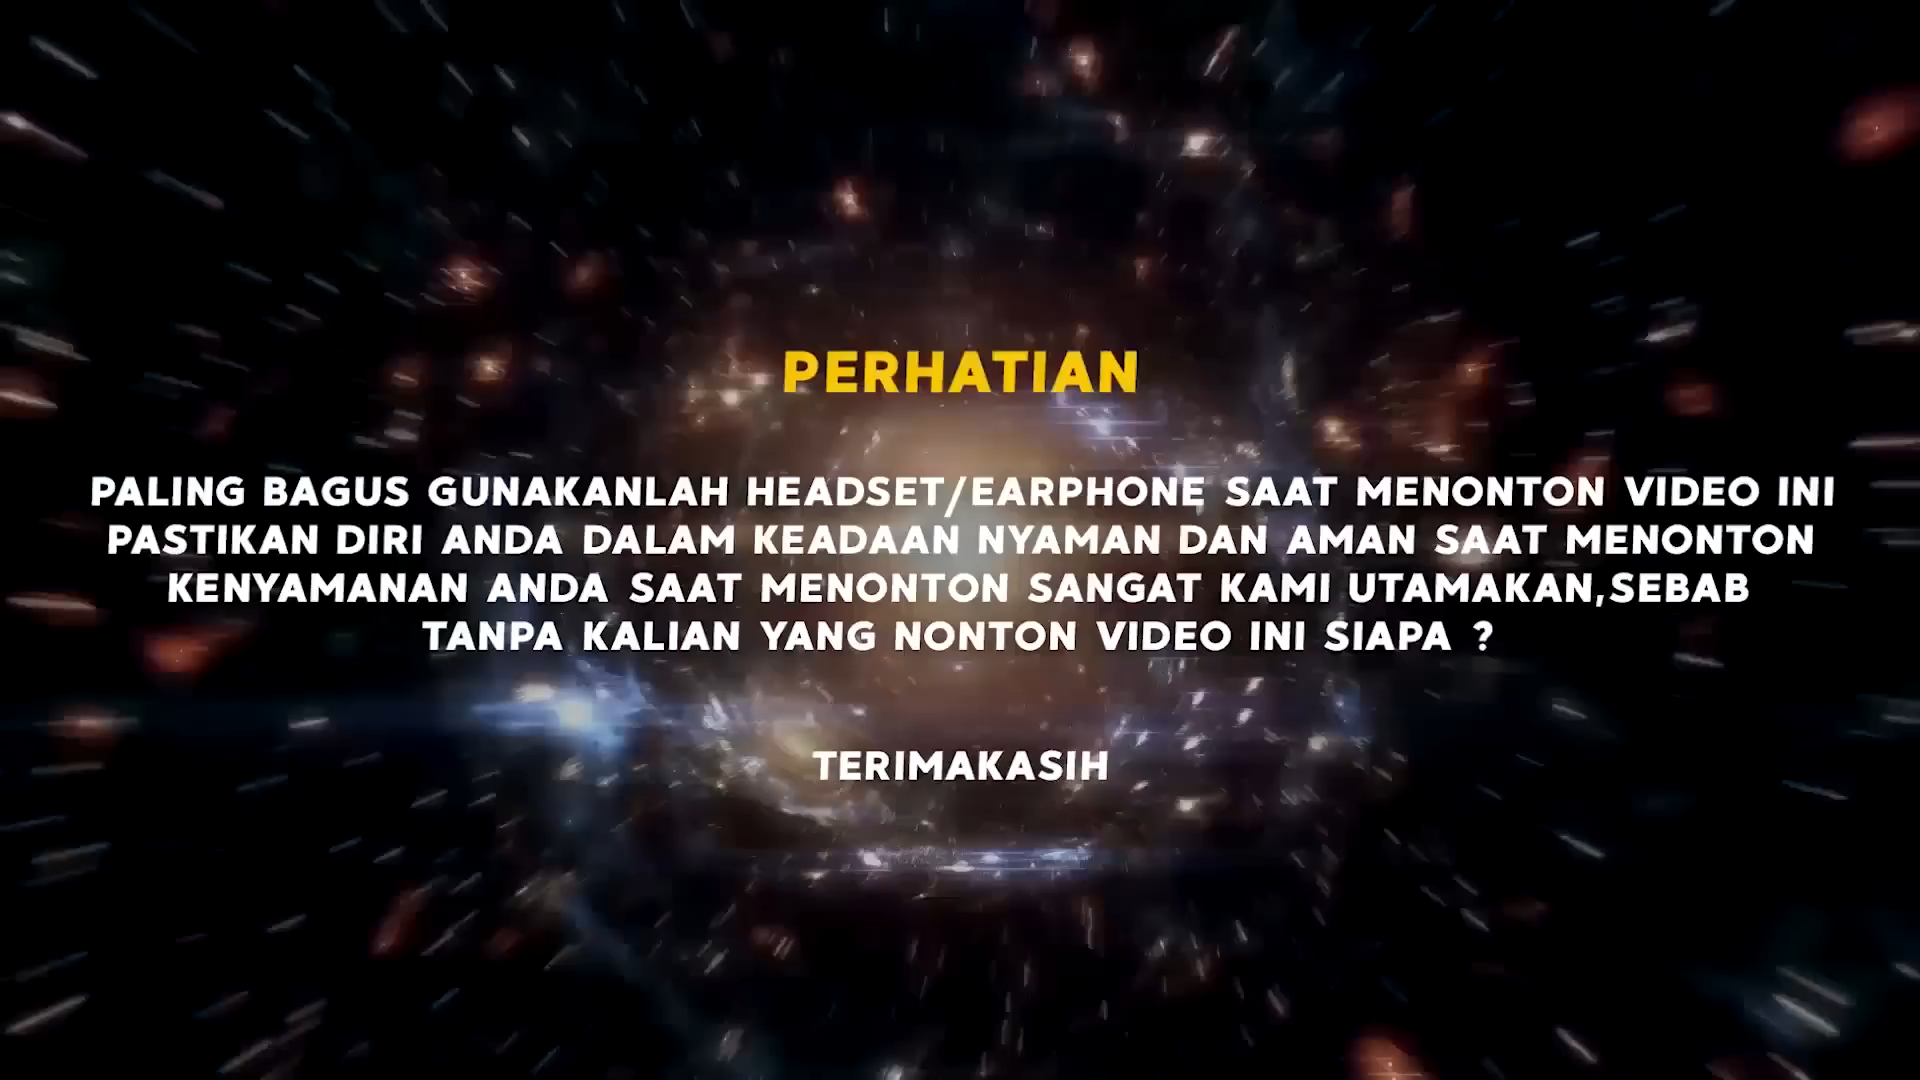 PERHATIAN
PALING BAGUS GUNAKANLAH HEADSET/EARPHONE SAAT MENONTON VIDEO INI
PASTIKAN DIRI ANDA DALAM KEADAAN NYAMAN DAN AMAN SAAT MENONTON
KENYAMANAN ANDA SAAT MENONTON SANGAT KAMI UTAMAKAN,SEBAB
TANPA KALIAN YANG NONTON VIDEO INI SIAPA ?
TERIMAKASIH